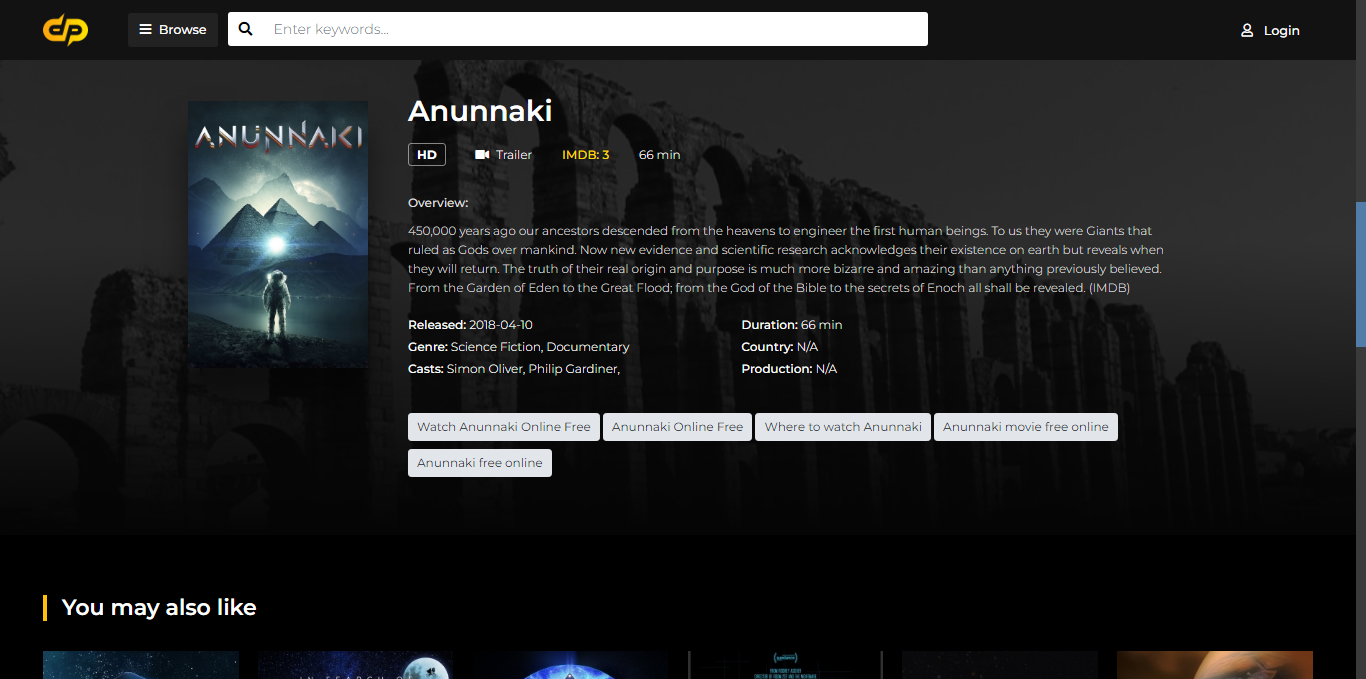 dp
Browse
Enter keywords...
Login
ANUNNAKI
Anunnaki
HD
Trailer
IMDB: 3
66 min
Overview:
450,000 years ago our ancestors descended from the heavens to engineer the first human beings. To us they were Giants that
ruled as Gods over mankind. Now new evidence and scientific research acknowledges their existence on earth but reveals when
they will return. The truth of their real origin and purpose is much more bizarre and amazing than anything previously believed.
From the Garden of Eden to the Great Flood; from the God of the Bible to the secrets of Enoch all shall be revealed. (IMDB)
Released: 2018-04-10
Genre: Science Fiction, Documentary
Casts: Simon Oliver, Philip Gardiner,
Duration: 66 min
Country: N/A
Production: N/A
Watch Anunnaki Online Free
Anunnaki Online Free
Where to watch Anunnaki
Anunnaki movie free online
Anunnaki free online
You may also like